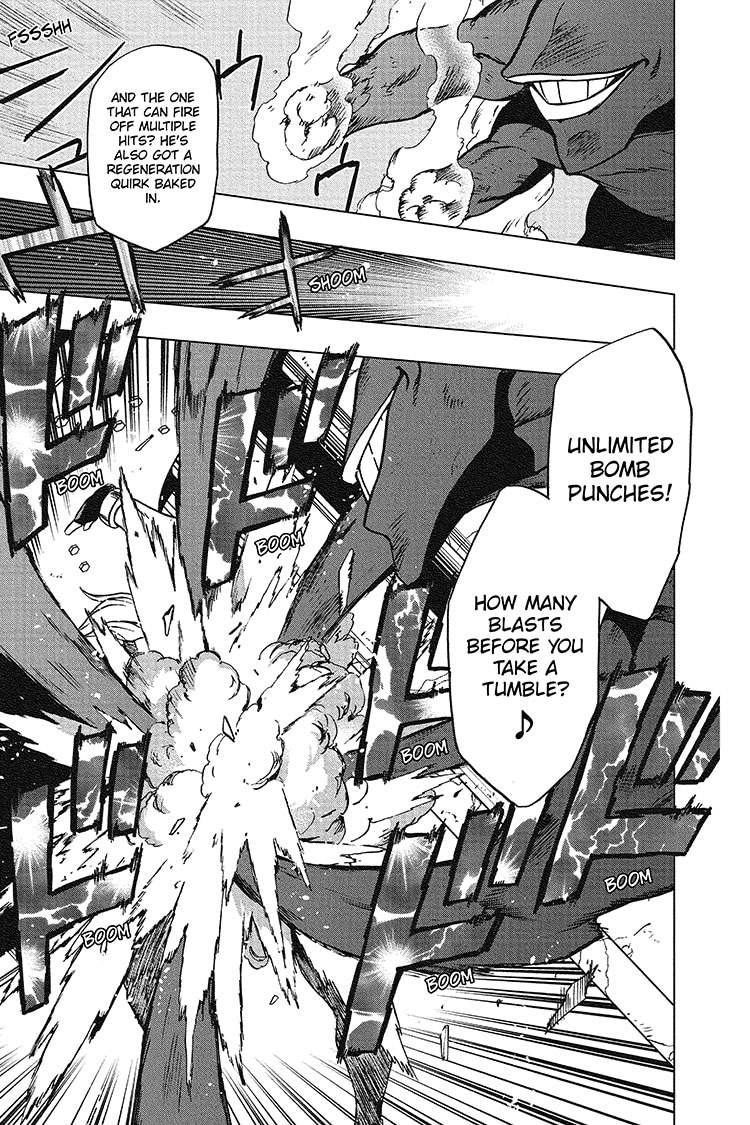 FSSSHH
AND THE ONE
THAT CAN FIRE
OFF MULTIPLE
HITS? HE'S
ALSO GOT A
REGENERATION
QUIRK BAKED
IN.
SHOOM
UNLIMITED
BOMB
PUNCHES!
HOW MANY
BLASTS
BEFORE YOU
TAKE A
TUMBLE?
♪
BOOM
BOOM
BOOM
BOOM
BOOM
BOOM